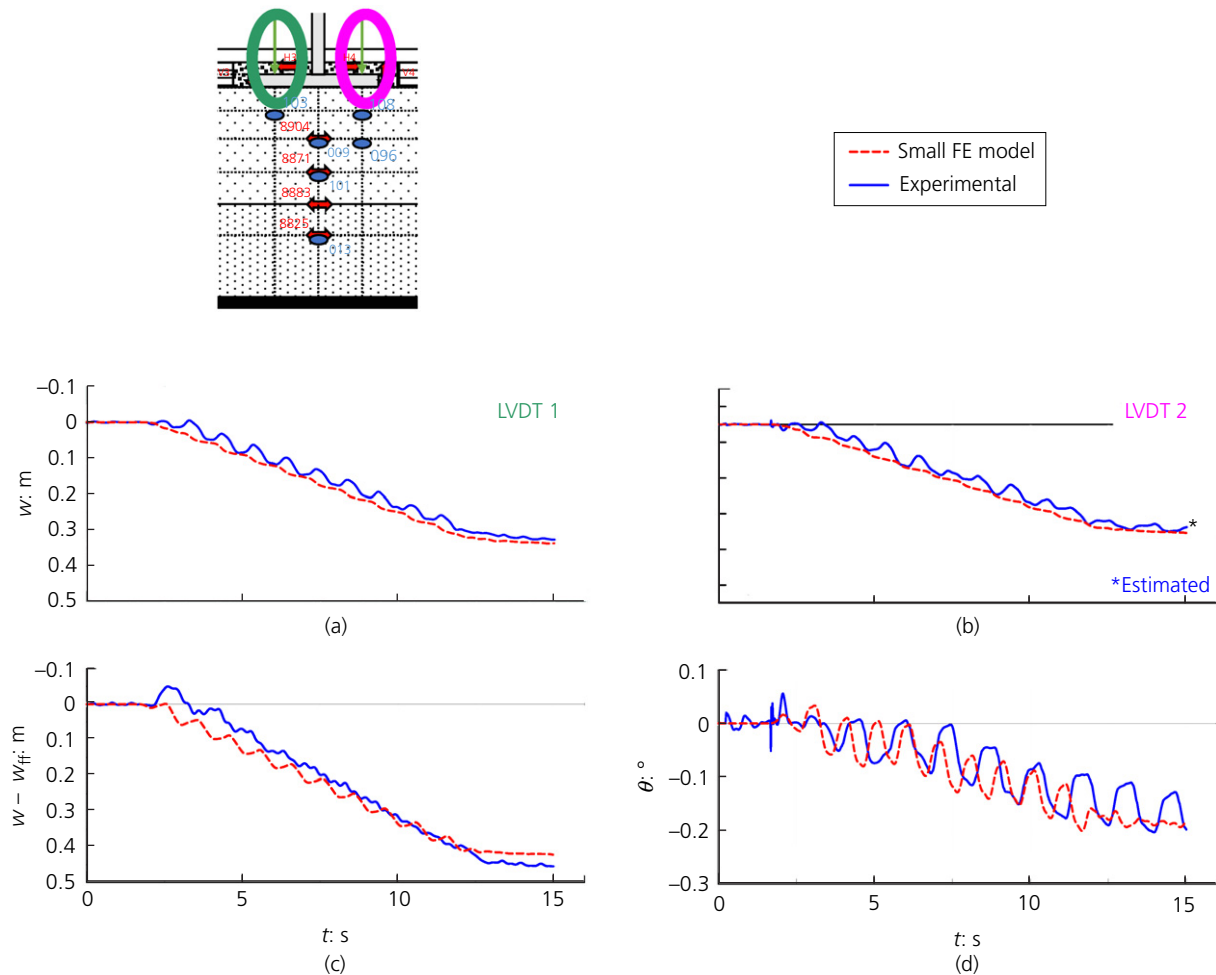 H3
H4
V3
V4
103
108
8904
009
096
8871
101
8883
8825
013
Small FE model
Experimental
–0.1
0
0.1
0.2
0.3
0.4
0.5
w: m
LVDT 1
(a)
LVDT 2
*
*Estimated
(b)
–0.1
0
0.1
0.2
0.3
0.4
0.5
w – wff: m
0
5
10
15
t: s
(c)
0.1
0
–0.1
–0.2
–0.3
θ: °
0
5
10
15
t: s
(d)